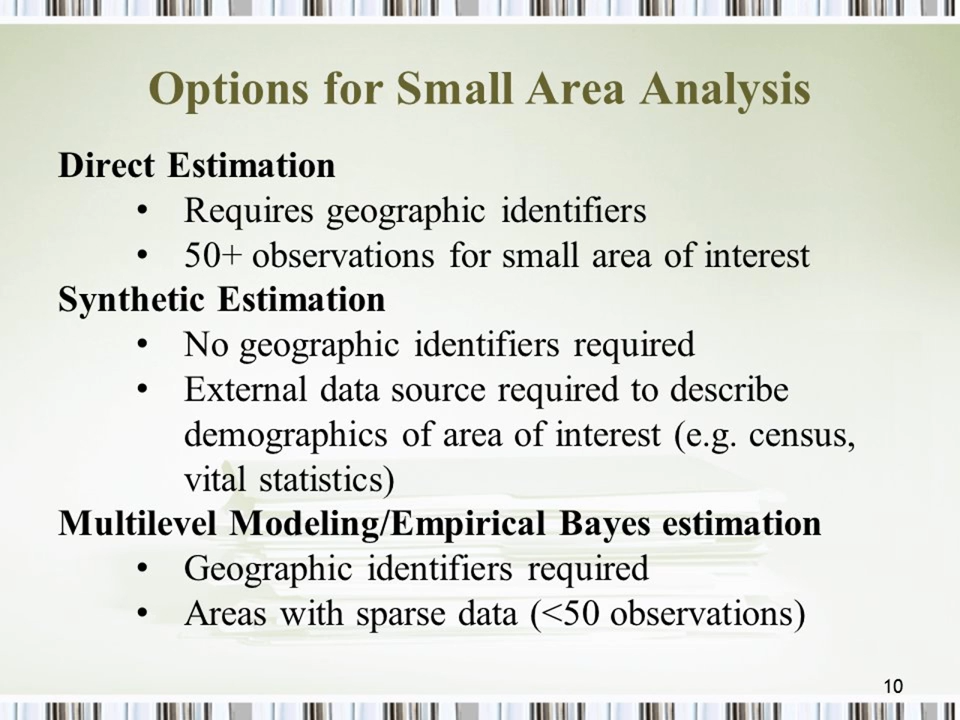 Options for Small Area Analysis
Direct Estimation
• Requires geographic identifiers
• 50+ observations for small area of interest
Synthetic Estimation
• No geographic identifiers required
• External data source required to describe
demographics of area of interest (e.g. census,
vital statistics)
Multilevel Modeling/Empirical Bayes estimation
• Geographic identifiers required
• Areas with sparse data (<50 observations)
10